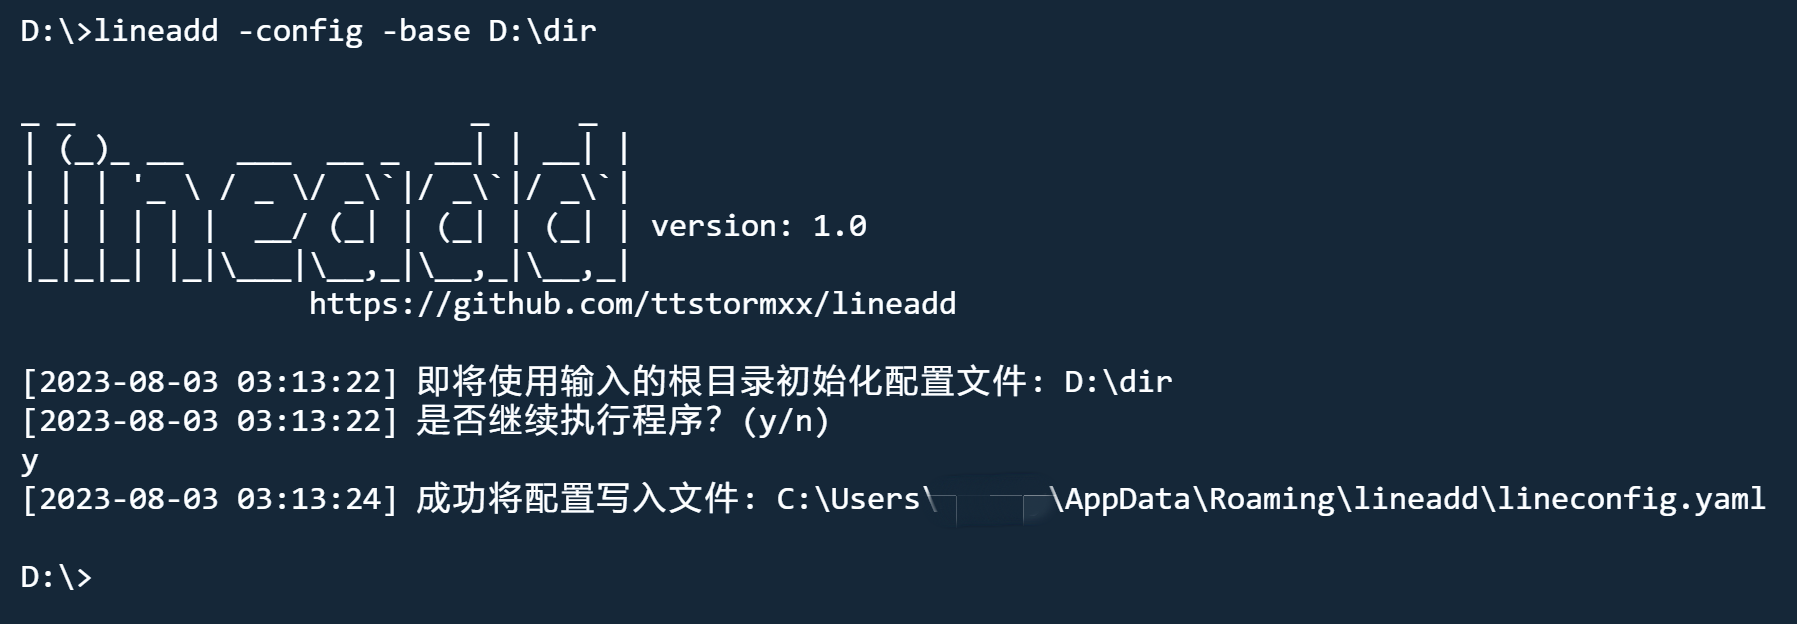 D:\>lineadd -config -base D:\dir
_ _                      _     _
| (_)_ __   ___  __ _  __| | __| |
| | | '_ \ / _ \/ _\`|/ _\`|/ _\`|
| | | | | |  __/ (_| | (_| | (_| | version: 1.0
|_|_|_| |_|\___|\__,_|\__,_|\__,_|
https://github.com/ttstormxx/lineadd
[2023-08-03 03:13:22] 即将使用输入的根目录初始化配置文件: D:\dir
[2023-08-03 03:13:22] 是否继续执行程序? (y/n)
y
[2023-08-03 03:13:24] 成功将配置写入文件: C:\Users\ \AppData\Roaming\lineadd\lineconfig.yaml
D:\>